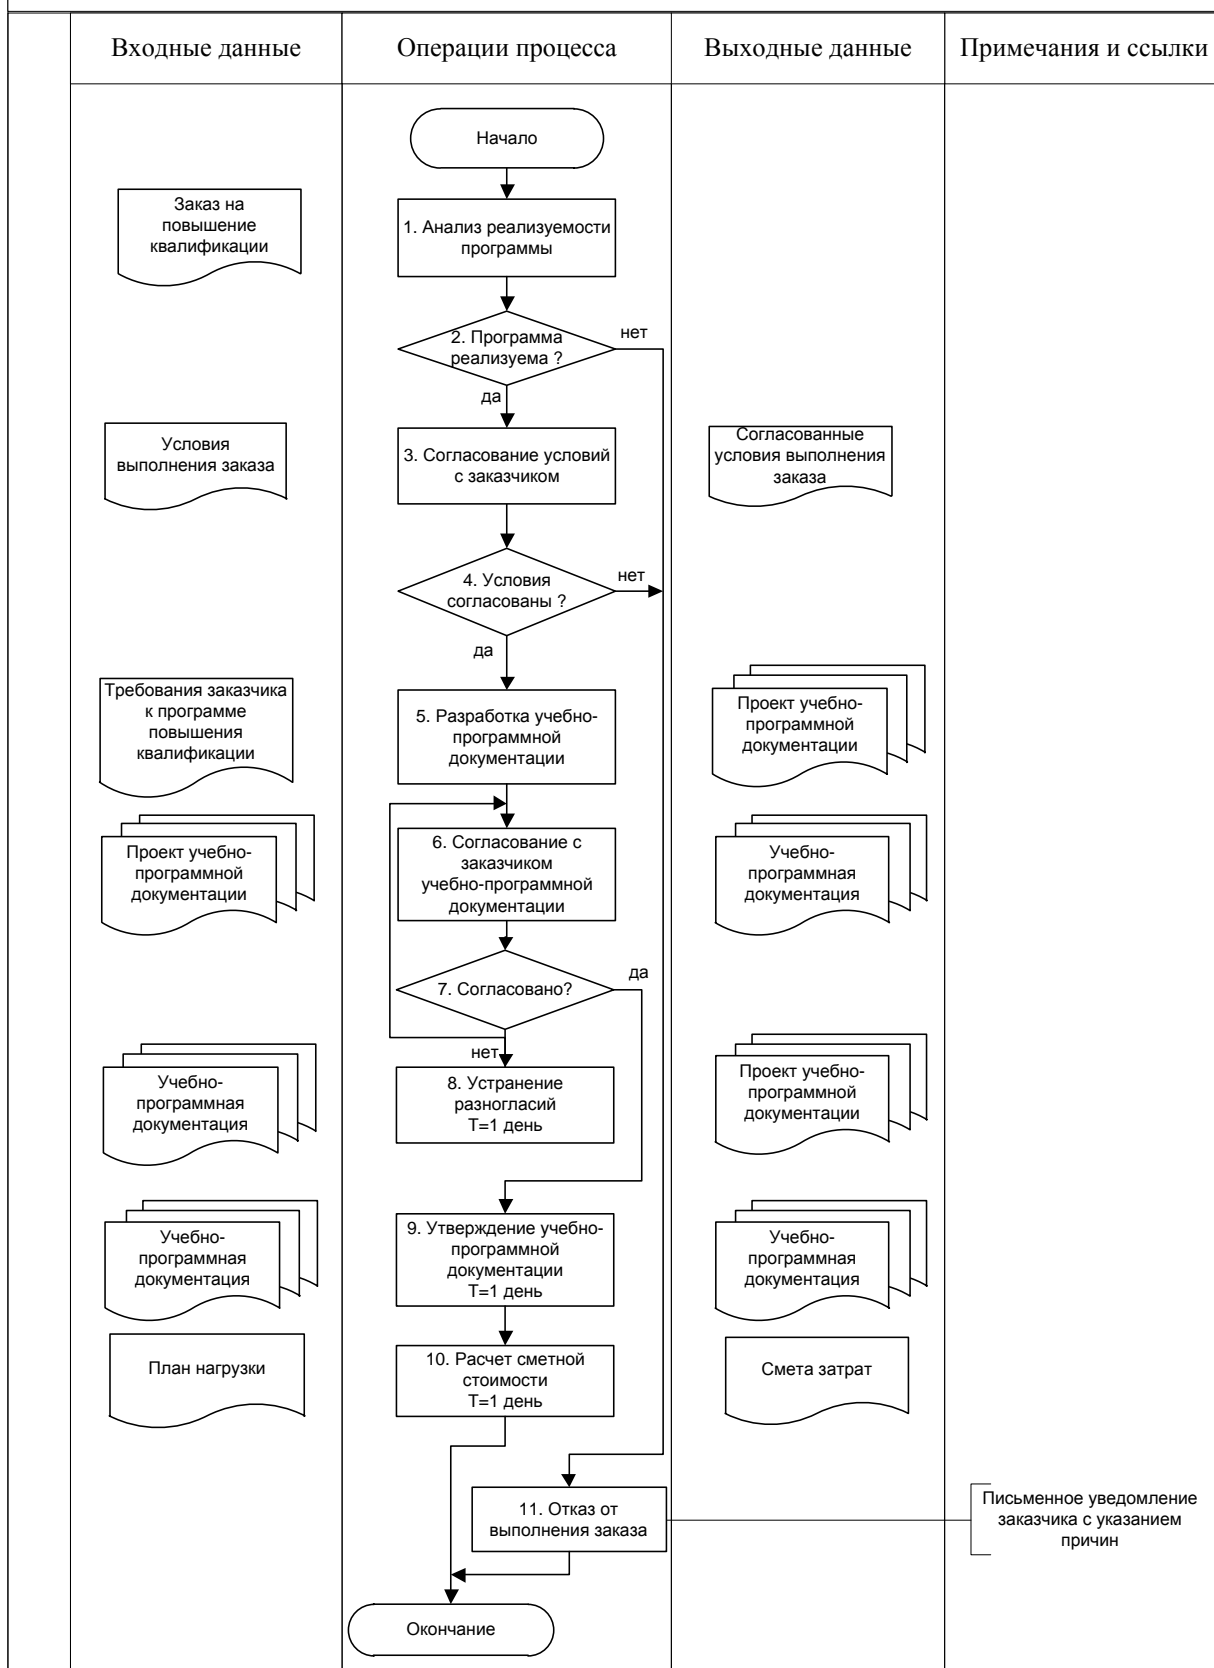 Входные данные
Операции процесса
Выходные данные
Примечания и ссылки
Начало
Заказ на
повышение
квалификации
1. Анализ реализуемости
программы
2. Программа
реализуема ?
нет
да
Условия
выполнения заказа
3. Согласование условий
с заказчиком
Согласованные
условия выполнения
заказа
4. Условия
согласованы ?
нет
да
Требования заказчика
к программе
повышения
квалификации
5. Разработка учебно-
программной
документации
Проект учебно-
программной
документации
Проект учебно-
программной
документации
6. Согласование с
заказчиком
учебно-программной
документации
Учебно-
программная
документация
7. Согласовано?
да
нет
Учебно-
программная
документация
8. Устранение
разногласий
Т=1 день
Проект учебно-
программной
документации
Учебно-
программная
документация
9. Утверждение учебно-
программной
документации
Т=1 день
Учебно-
программная
документация
План нагрузки
10. Расчет сметной
стоимости
Т=1 день
Смета затрат
11. Отказ от
выполнения заказа
Письменное уведомление
заказчика с указанием
причин
Окончание